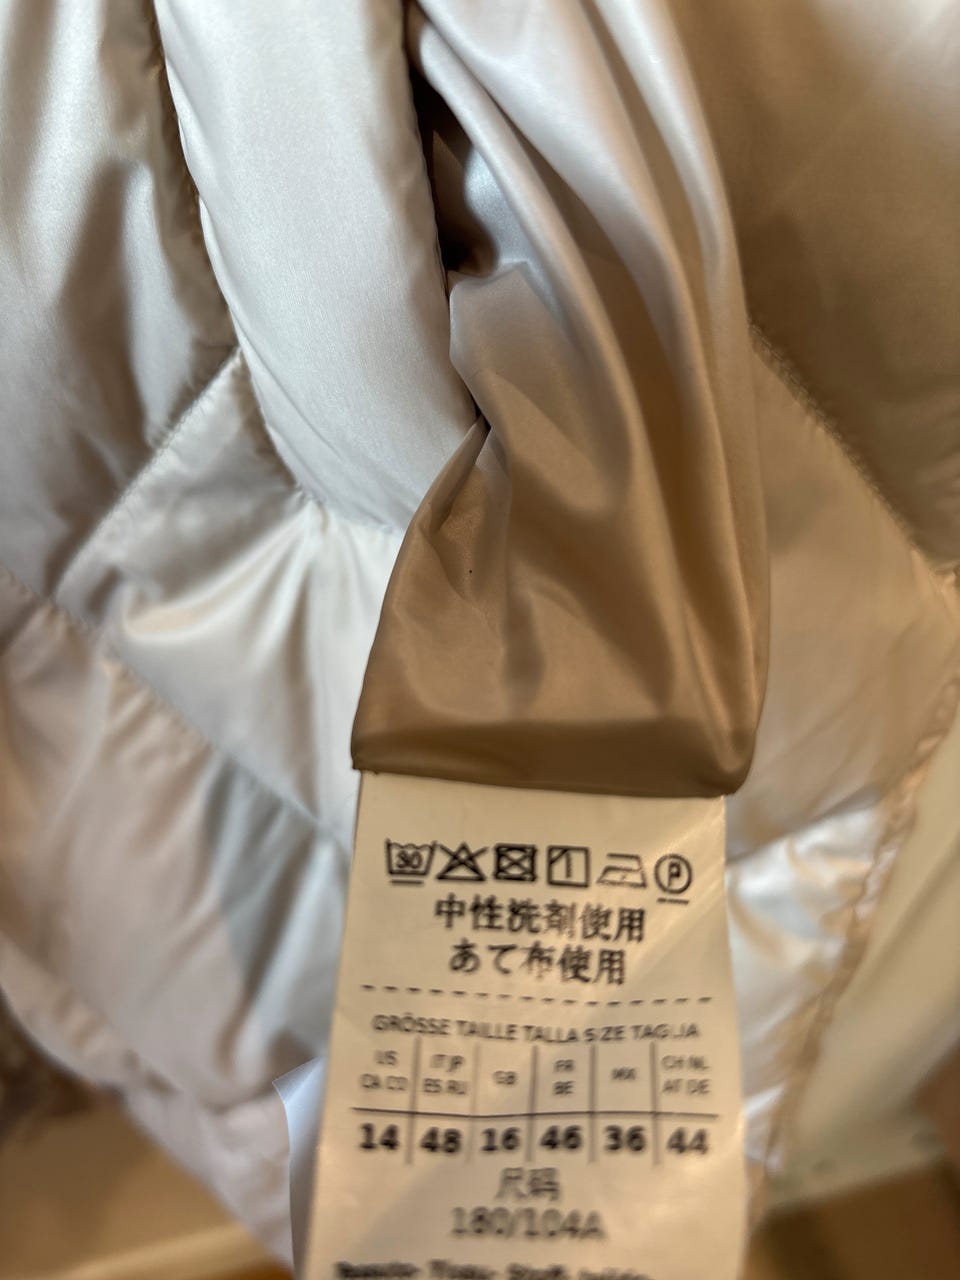 30 P
中性洗剤使用
あて布使用
GRÖSSE TAILLE TALLA SIZE TAGLIA
US IT JP GB FR MX CH NL
CA CO ES RU BE AT DE
14 48 16 46 36 44
尺码
180/104A